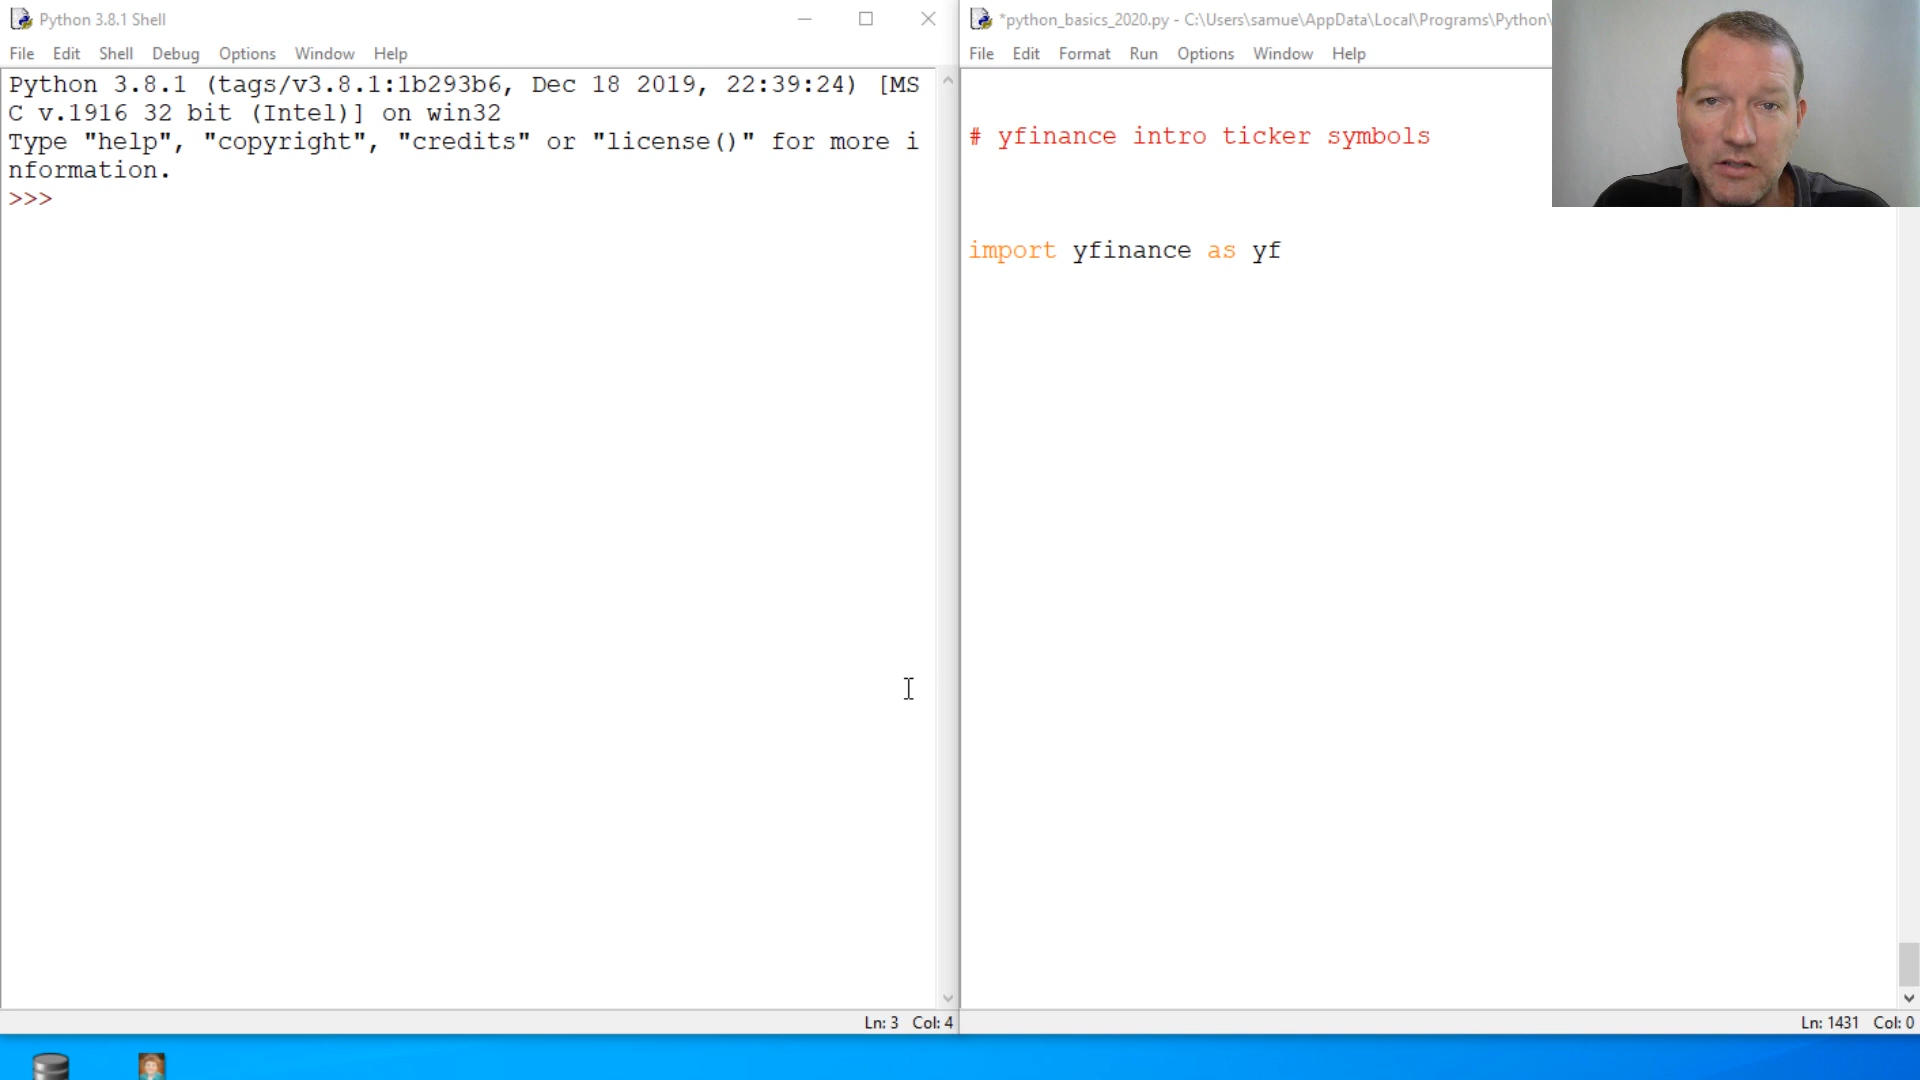 Python 3.8.1 Shell
File Edit Shell Debug Options Window Help
Python 3.8.1 (tags/v3.8.1:1b293b6, Dec 18 2019, 22:39:24) [MS
C v.1916 32 bit (Intel)] on win32
Type "help", "copyright", "credits" or "license()" for more i
nformation.
>>>
Ln: 3 Col: 4
*python_basics_2020.py - C:\Users\samue\AppData\Local\Programs\Python\
File Edit Format Run Options Window Help
# yfinance intro ticker symbols
import yfinance as yf
Ln: 1431 Col: 0